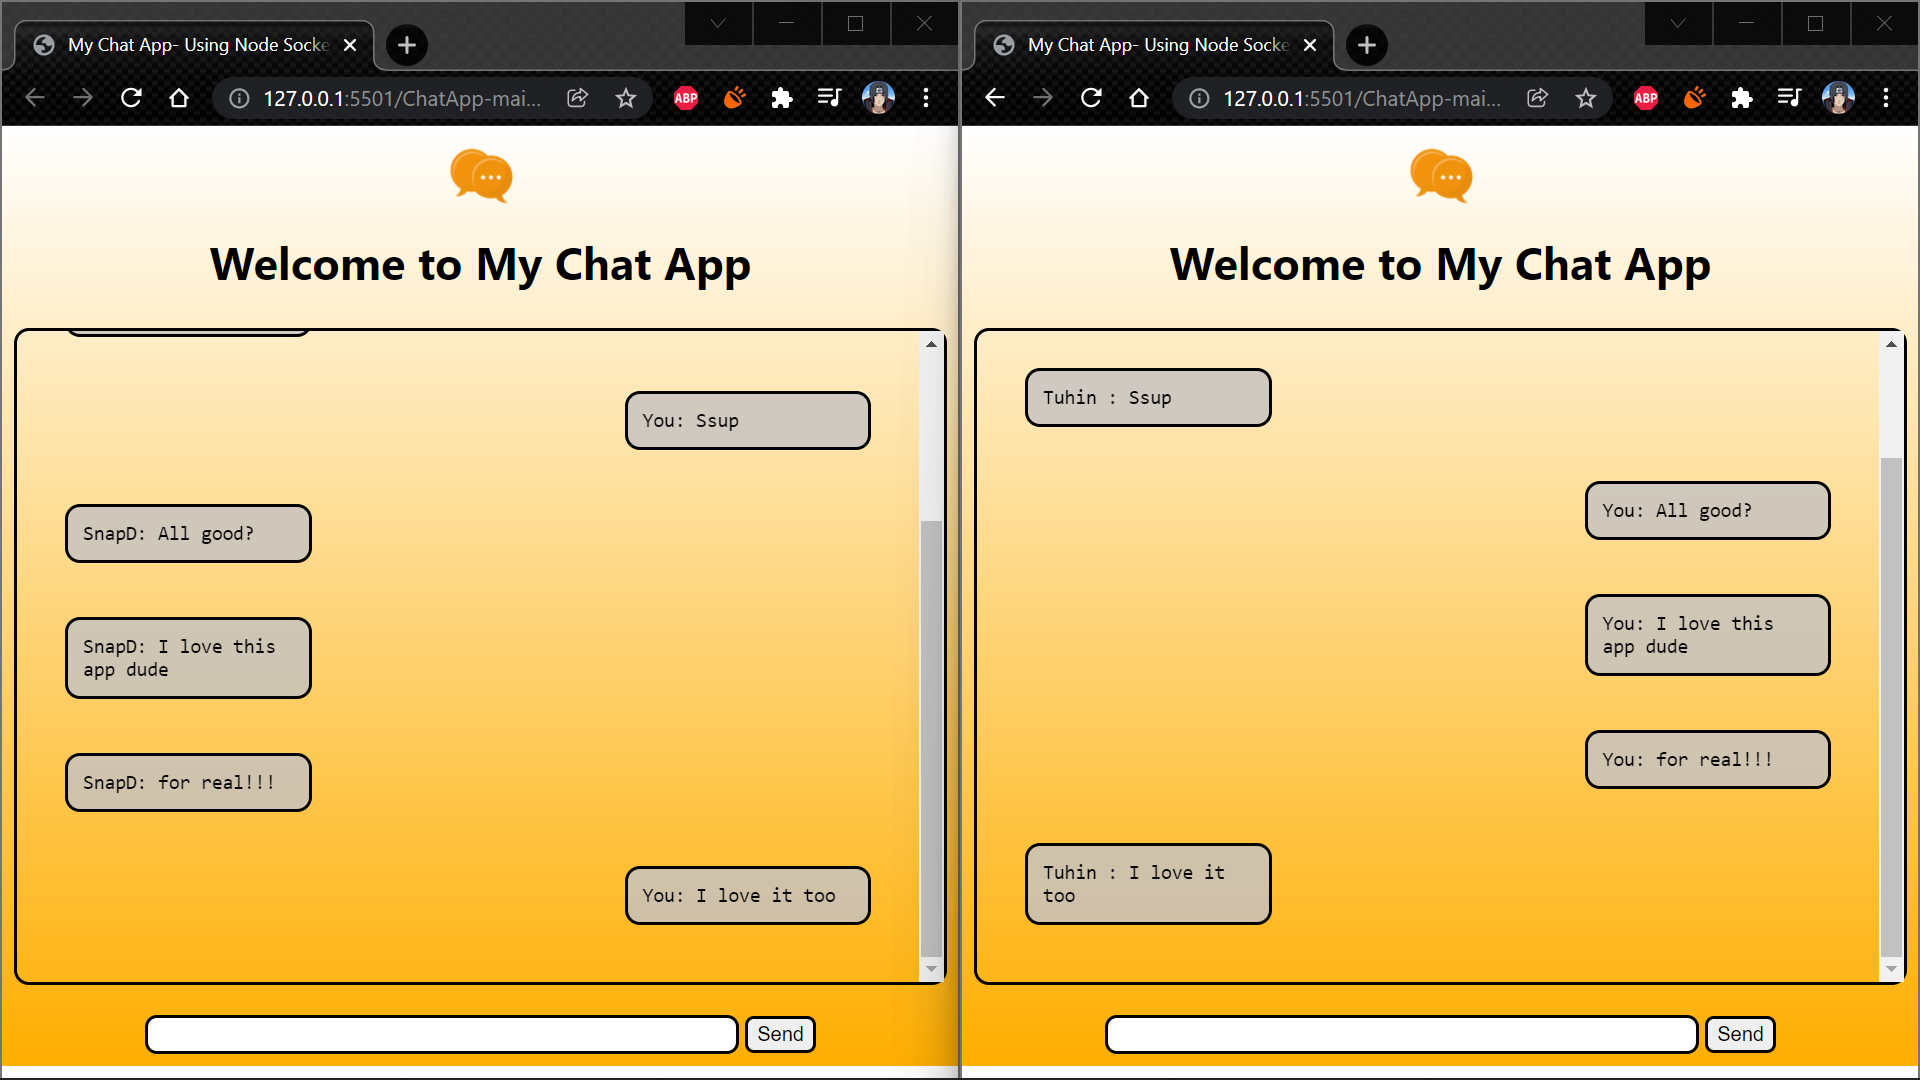 My Chat App- Using Node Socke
127.0.0.1:5501/ChatApp-mai...
ABP
Welcome to My Chat App
You: Ssup
SnapD: All good?
SnapD: I love this
app dude
SnapD: for real!!!
You: I love it too
Send
My Chat App- Using Node Socke
127.0.0.1:5501/ChatApp-mai...
ABP
Welcome to My Chat App
Tuhin : Ssup
You: All good?
You: I love this
app dude
You: for real!!!
Tuhin : I love it
too
Send